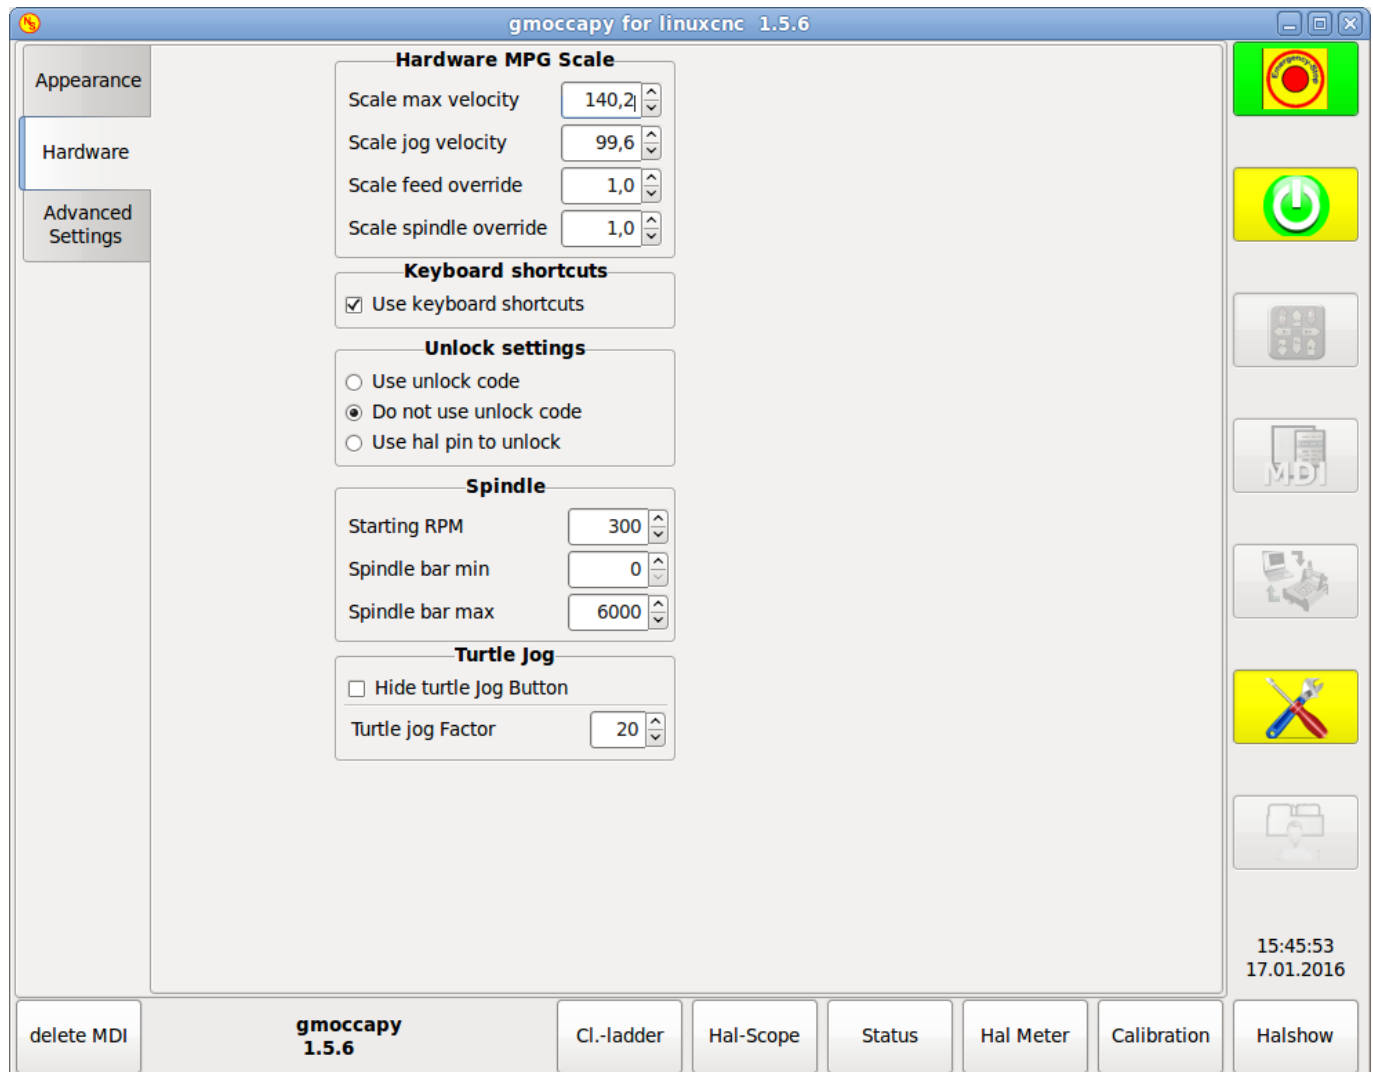 gmoccapy for linuxcnc 1.5.6
Appearance
Hardware
Advanced
Settings
Hardware MPG Scale
Scale max velocity 140,2
Scale jog velocity 99,6
Scale feed override 1,0
Scale spindle override 1,0
Keyboard shortcuts
Use keyboard shortcuts
Unlock settings
Use unlock code
Do not use unlock code
Use hal pin to unlock
Spindle
Starting RPM 300
Spindle bar min 0
Spindle bar max 6000
Turtle Jog
Hide turtle Jog Button
Turtle jog Factor 20
Emergency-Stop
MDI
15:45:53
17.01.2016
delete MDI
gmoccapy
1.5.6
Cl.-ladder
Hal-Scope
Status
Hal Meter
Calibration
Halshow